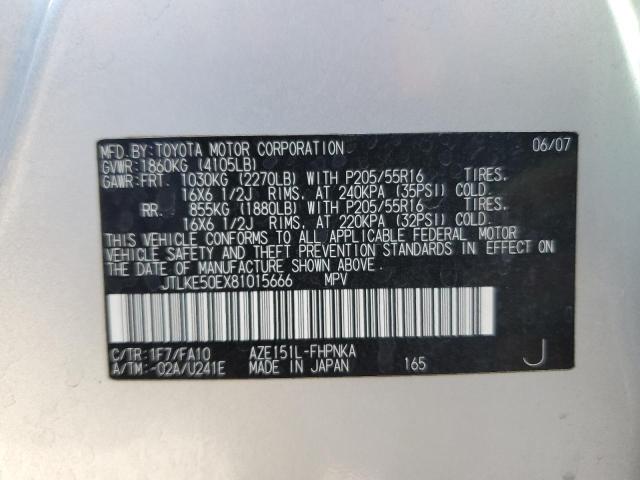 MFD.BY:TOYOTA MOTOR CORPORATION 06/07
GVWR:1860KG (4105LB)
GAWR:FRT. 1030KG (2270LB) WITH P205/55R16 TIRES.
16X6 1/2J RIMS, AT 240KPA (35PSI) COLD.
RR. 855KG (1880LB) WITH P205/55R16 TIRES.
16X6 1/2J RIMS, AT 220KPA (32PSI) COLD.
THIS VEHICLE CONFORMS TO ALL APPLICABLE FEDERAL MOTOR
VEHICLE SAFETY AND THEFT PREVENTION STANDARDS IN EFFECT ON
THE DATE OF MANUFACTURE SHOWN ABOVE.
JTLKE50EX81015666 MPV
C/TR:1F7/FA10 AZE151L-FHPNKA
A/TM:-02A/U241E MADE IN JAPAN 165 J